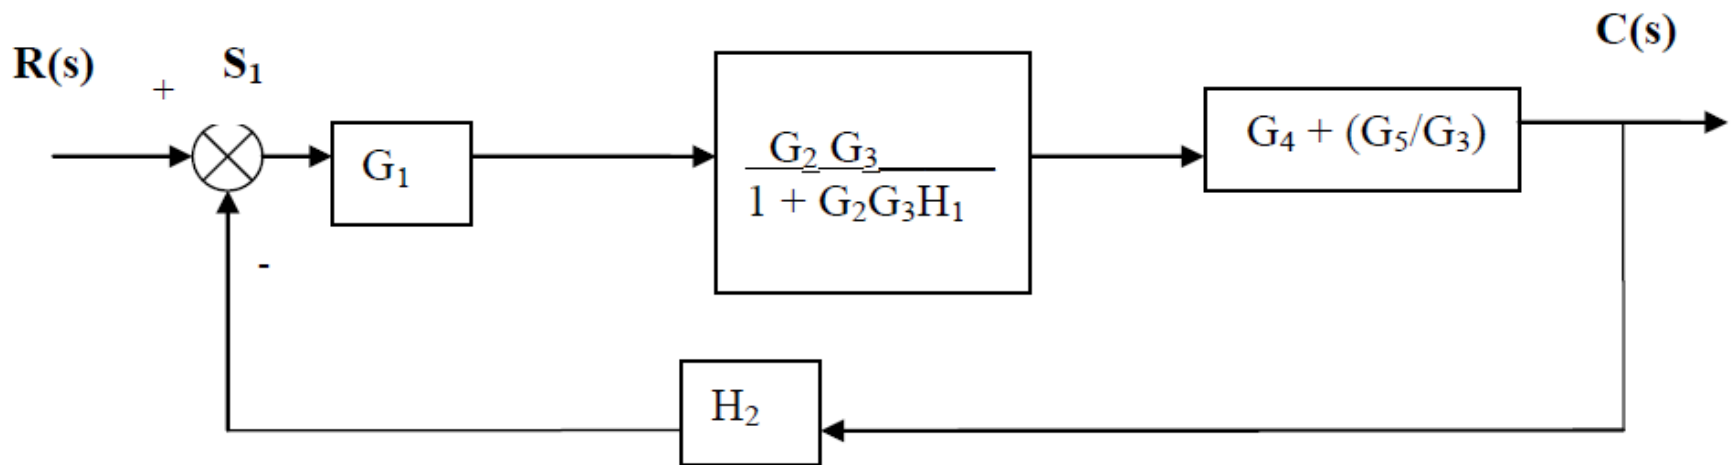 C(s)
R(s)
S₁
+
G₁
G₂ G₃
1 + G₂G₃H₁
G₄ + (G₅/G₃)
-
H₂